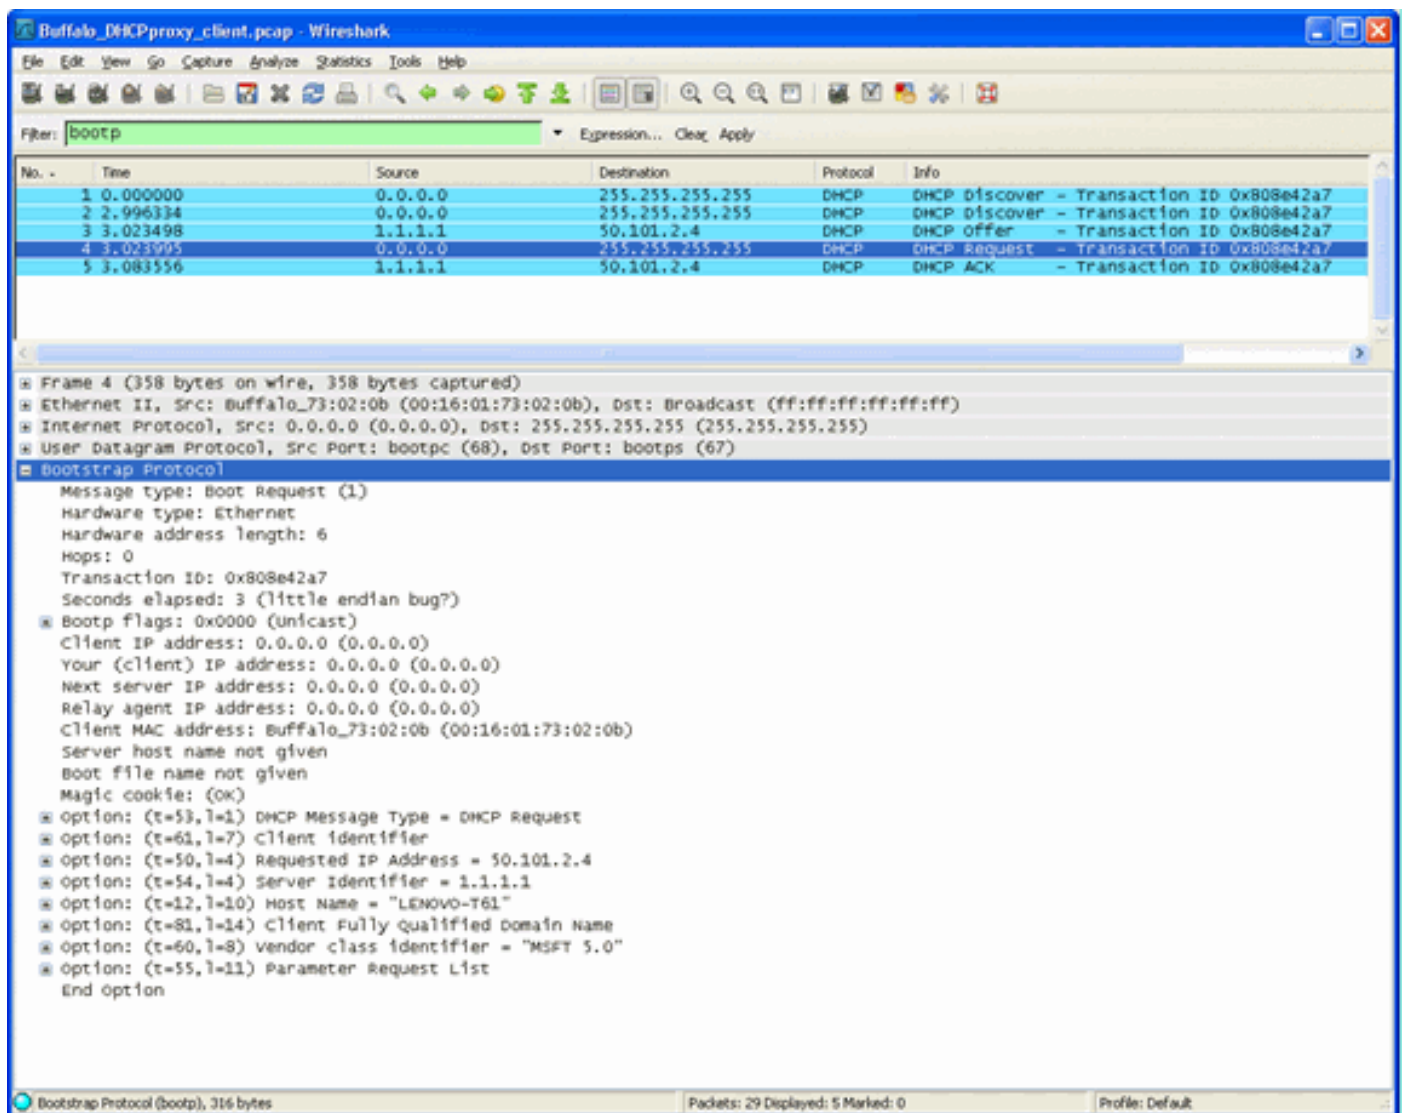 Buffalo_DHCPproxy_client.pcap - Wireshark
File Edit View Go Capture Analyze Statistics Tools Help
Filter: bootp Expression... Clear Apply
No. Time Source Destination Protocol Info
1 0.000000 0.0.0.0 255.255.255.255 DHCP DHCP Discover - Transaction ID 0x808e42a7
2 2.996334 0.0.0.0 255.255.255.255 DHCP DHCP Discover - Transaction ID 0x808e42a7
3 3.023498 1.1.1.1 50.101.2.4 DHCP DHCP Offer - Transaction ID 0x808e42a7
4 3.023995 0.0.0.0 255.255.255.255 DHCP DHCP Request - Transaction ID 0x808e42a7
5 3.083556 1.1.1.1 50.101.2.4 DHCP DHCP ACK - Transaction ID 0x808e42a7
Frame 4 (358 bytes on wire, 358 bytes captured)
Ethernet II, Src: Buffalo_73:02:0b (00:16:01:73:02:0b), Dst: Broadcast (ff:ff:ff:ff:ff:ff)
Internet Protocol, Src: 0.0.0.0 (0.0.0.0), Dst: 255.255.255.255 (255.255.255.255)
User Datagram Protocol, Src Port: bootpc (68), Dst Port: bootps (67)
Bootstrap Protocol
Message type: Boot Request (1)
Hardware type: Ethernet
Hardware address length: 6
Hops: 0
Transaction ID: 0x808e42a7
Seconds elapsed: 3 (little endian bug?)
Bootp flags: 0x0000 (Unicast)
Client IP address: 0.0.0.0 (0.0.0.0)
Your (client) IP address: 0.0.0.0 (0.0.0.0)
Next server IP address: 0.0.0.0 (0.0.0.0)
Relay agent IP address: 0.0.0.0 (0.0.0.0)
Client MAC address: Buffalo_73:02:0b (00:16:01:73:02:0b)
Server host name not given
Boot file name not given
Magic cookie: (OK)
Option: (t=53,l=1) DHCP Message Type = DHCP Request
Option: (t=61,l=7) Client identifier
Option: (t=50,l=4) Requested IP Address = 50.101.2.4
Option: (t=54,l=4) Server Identifier = 1.1.1.1
Option: (t=12,l=10) Host Name = "LENOVO-T61"
Option: (t=81,l=14) Client Fully Qualified Domain Name
Option: (t=60,l=8) Vendor class identifier = "MSFT 5.0"
Option: (t=55,l=11) Parameter Request List
End Option
Bootstrap Protocol (bootp), 316 bytes Packets: 29 Displayed: 5 Marked: 0 Profile: Default